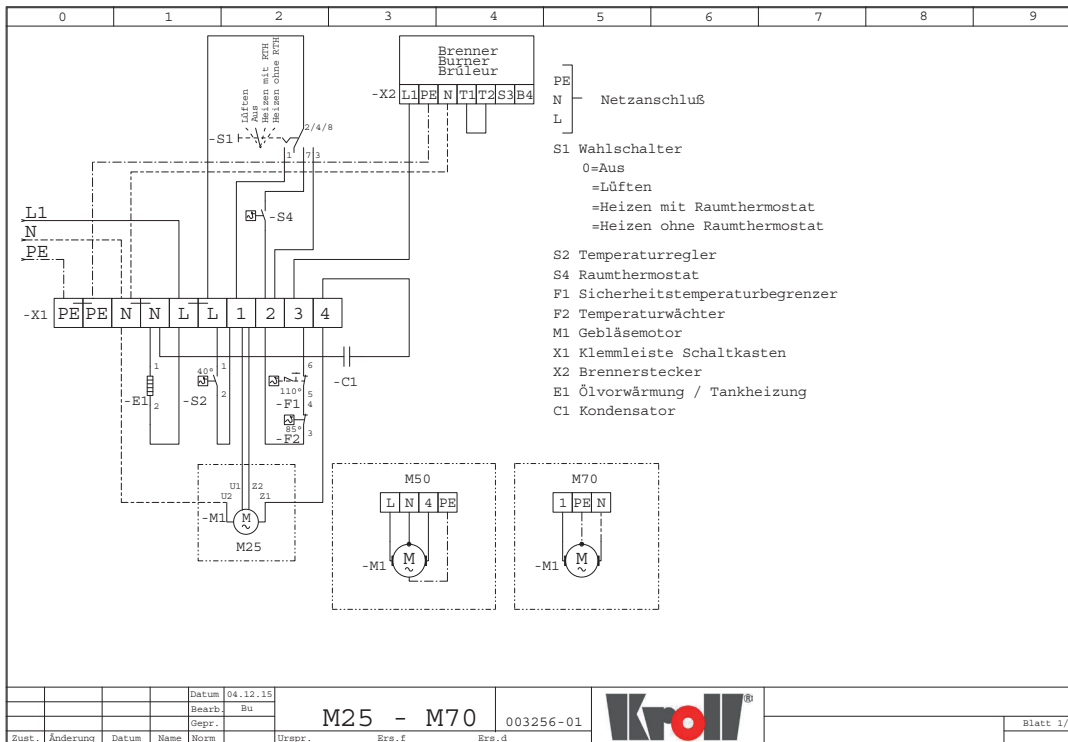 0 1 2 3 4 5 6 7 8 9
Lüften
Aus
Heizen mit RTH
Heizen ohne RTH
-S1
2/4/8
1 7 3
Brenner
Burner
Brûleur
-X2 L1 PE N T1 T2 S3 B4
PE
N
L
Netzanschluß
S1 Wahlschalter
0=Aus
=Lüften
=Heizen mit Raumthermostat
=Heizen ohne Raumthermostat
S2 Temperaturregler
S4 Raumthermostat
F1 Sicherheitstemperaturbegrenzer
F2 Temperaturwächter
M1 Gebläsemotor
X1 Klemmleiste Schaltkasten
X2 Brennerstecker
E1 Ölvorwärmung / Tankheizung
C1 Kondensator
-S4
L1
N
PE
-X1 PE PE N N L L 1 2 3 4
1
-E1
2
40°
1
-S2
2
6
110°
5
-F1
4
85°
3
-F2
-C1
U1 Z2
U2 Z1
-M1 M
~
M25
M50
L N 4 PE
-M1 M
~
M70
1 PE N
-M1 M
~
Datum 04.12.15
Bearb. Bu
Gepr.
Zust. Änderung Datum Name Norm
M25 - M70
003256-01
Urspr. Ers.f Ers.d
Kroll®
Blatt 1/